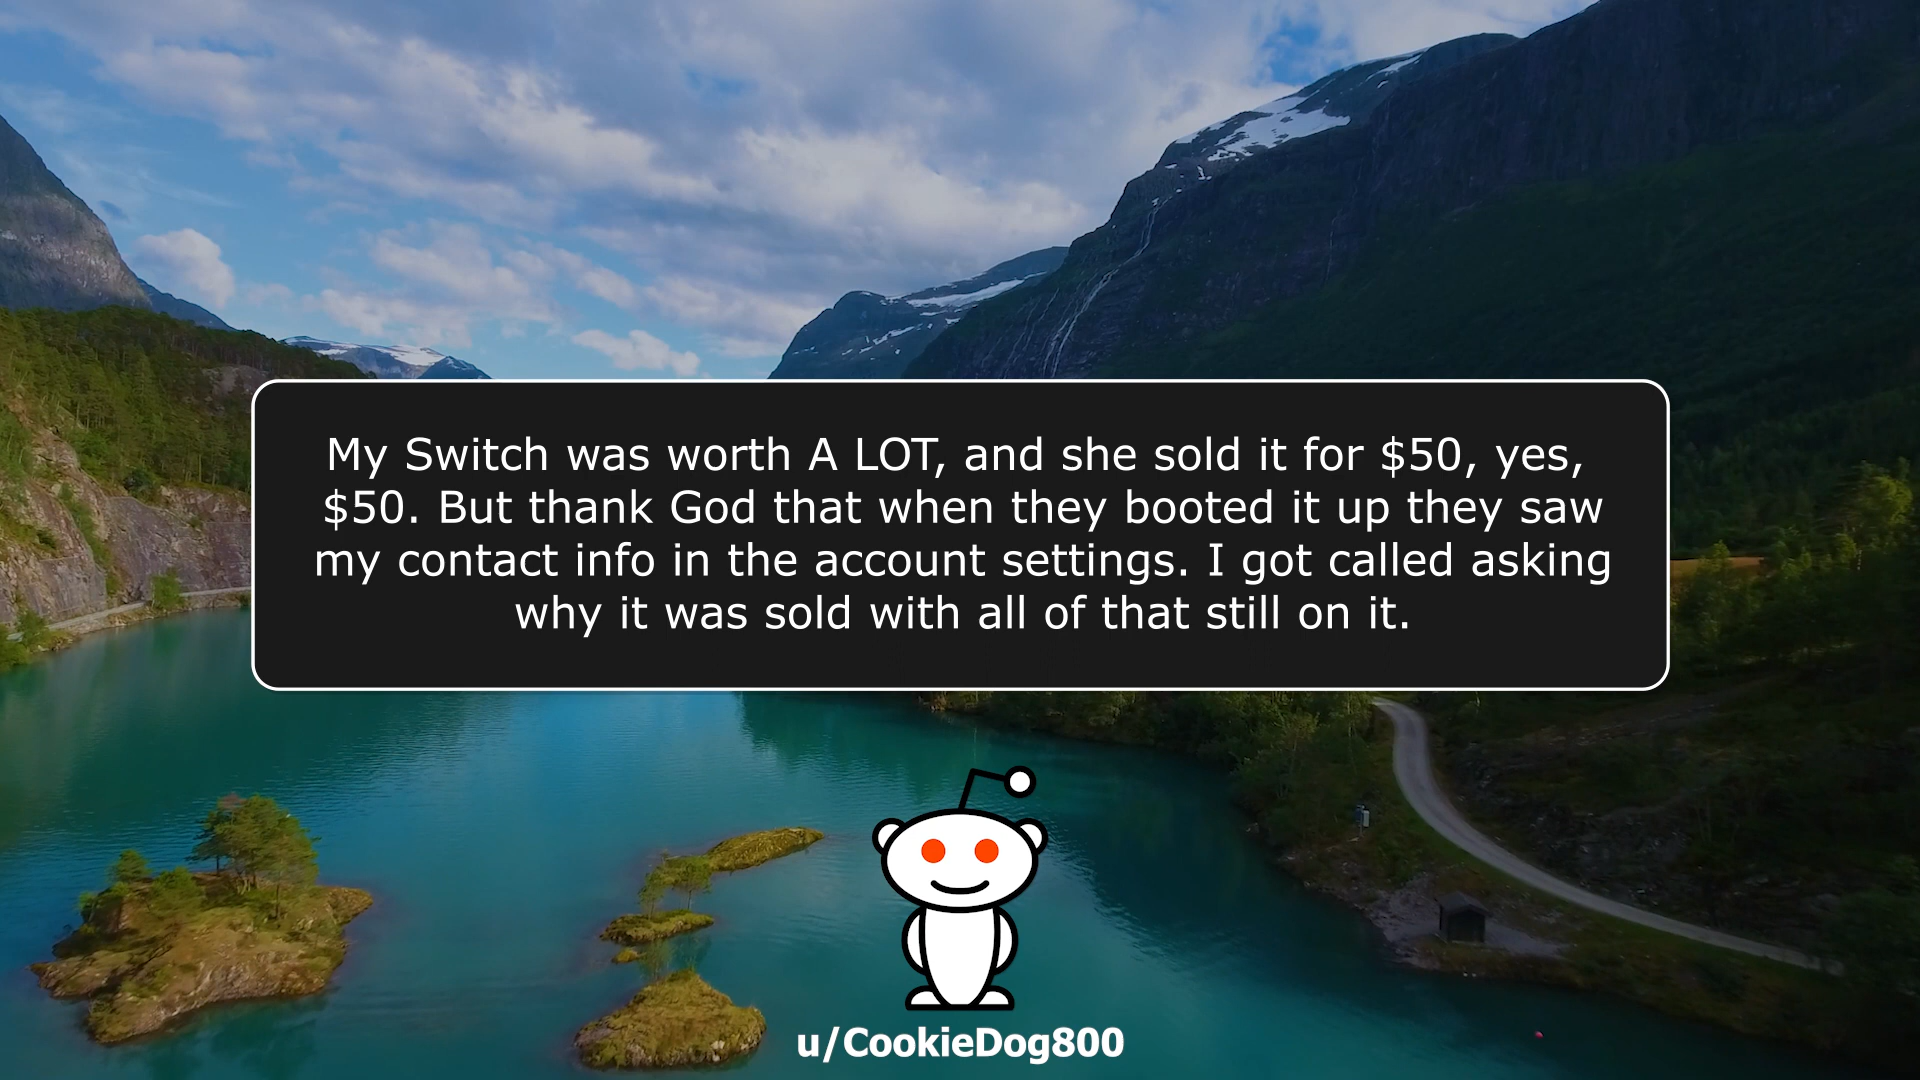 My Switch was worth A LOT, and she sold it for $50, yes,
$50. But thank God that when they booted it up they saw
my contact info in the account settings. I got called asking
why it was sold with all of that still on it.
u/CookieDog800